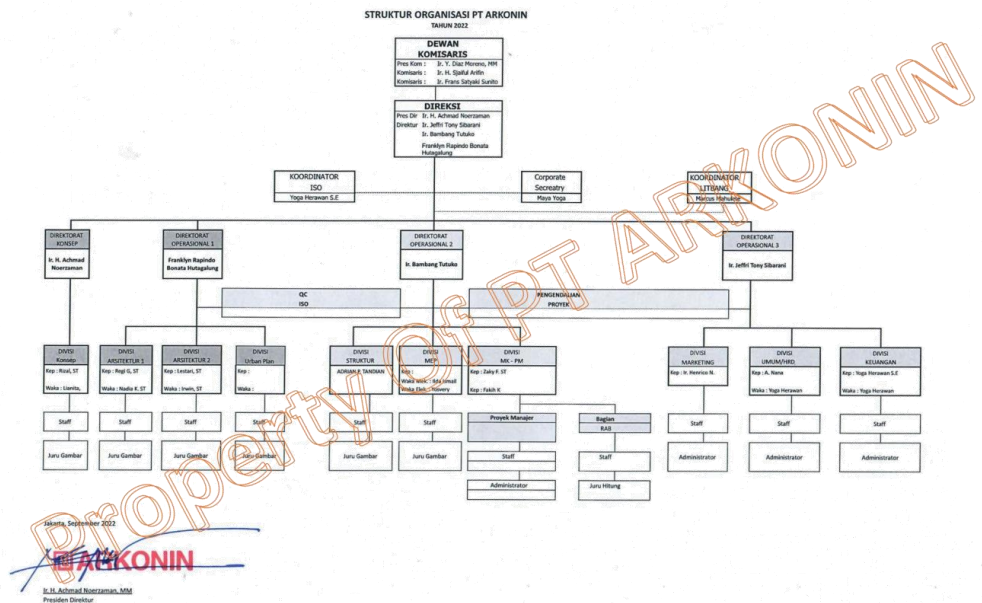 STRUKTUR ORGANISASI PT ARKONIN
TAHUN 2022
DEWAN
KOMISARIS
Pres Kom : Ir. Y. Diaz Moreno, MM
Komisaris : Ir. H. Sjaiful Arifin
Komisaris : Ir. Frans Satyaki Sunito
DIREKSI
Pres Dir Ir. H. Achmad Noerzaman
Direktur Ir. Jeffri Tony Sibarani
Ir. Bambang Tutuko
Franklyn Rapindo Bonata
Hutagalung
KOORDINATOR
ISO
Yoga Herawan S.E
Corporate
Secreatry
Maya Yoga
KOORDINATOR
LITBANG
Marcus
DIREKTORAT
KONSEP
Ir. H. Achmad
Noerzaman
DIREKTORAT
OPERASIONAL 1
Franklyn Rapindo
Bonata Hutagalung
DIREKTORAT
OPERASIONAL 2
Ir. Bambang Tutuko
DIREKTORAT
OPERASIONAL 3
Ir. Jeffri Tony Sibarani
QC
ISO
PENGENDALIAN
PROYEK
DIVISI
Konsep
Kep : Rizal, ST
Waka : Lianita,
Staff
Juru Gambar
DIVISI
ARSITEKTUR 1
Kep : Regi G, ST
Waka : Nadia K. ST
Staff
Juru Gambar
DIVISI
ARSITEKTUR 2
Kep : Lestari, ST
Waka : Irwin, ST
Staff
Juru Gambar
DIVISI
Urban Plan
Kep :
Waka :
Staff
Juru Gambar
DIVISI
STRUKTUR
ADRIAN P. TANDIAN
Staff
Juru Gambar
DIVISI
MEP
Kep :
Waka Mek. : Ismail
Waka Elek. :
Staff
Juru Gambar
DIVISI
MK - PM
Kep : Zaky F. ST
Kep : Fakih K
Proyek Manajer
Staff
Administrator
Bagian
RAB
Staff
Juru Hitung
DIVISI
MARKETING
Kep : Ir. Henrico N.
Staff
Administrator
DIVISI
UMUM/HRD
Kep : A. Nana
Waka : Yoga Herawan
Staff
Administrator
DIVISI
KEUANGAN
Kep : Yoga Herawan S.E
Waka : Yoga Herawan
Staff
Administrator
Jakarta, September 2022
ARKONIN
Ir. H. Achmad Noerzaman, MM
Presiden Direktur
Property Of PT ARKONIN